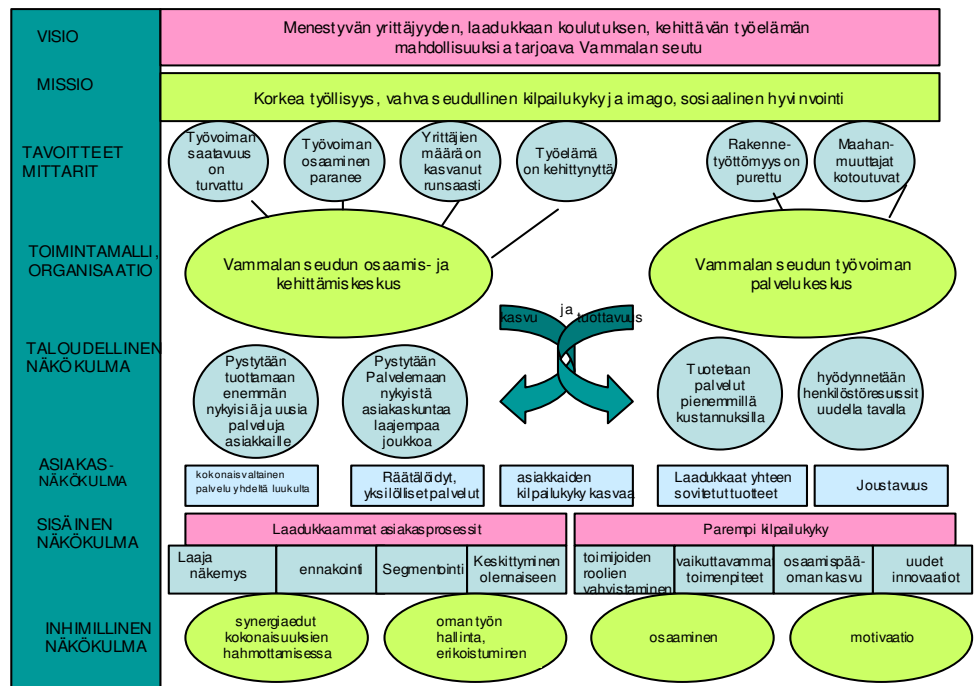 VISIO
Menestyvän yrittäjyyden, laadukkaan koulutuksen, kehittävän työelämän
mahdollisuuksia tarjoava Vammalan seutu
MISSIO
Korkea työllisyys, vahva seudullinen kilpailukyky ja imago, sosiaalinen hyvinvointi
TAVOITTEET
MITTARIT
Työvoiman
saatavuus
on
turvattu
Työvoiman
osaaminen
paranee
Yrittäjien
määrä on
kasvanut
runsaasti
Työelämä
on kehittynyttä
Rakenne-
työttömyys on
purettu
Maahan-
muuttajat
kotoutuvat
TOIMINTAMALLI,
ORGANISAATIO
Vammalan seudun osaamis- ja
kehittämiskeskus
Vammalan seudun työvoiman
palvelukeskus
kasvu
ja
tuottavuus
TALOUDELLINEN
NÄKÖKULMA
Pystytään
tuottamaan
enemmän
nykyisiä ja uusia
palveluja
asiakkaille
Pystytään
Palvelemaan
nykyistä
asiakaskuntaa
laajempaa
joukkoa
Tuotetaan
palvelut
pienemmillä
kustannuksilla
hyödynnetään
henkilöstöresussit
uudella tavalla
ASIAKAS-
NÄKÖKULMA
kokonaisvaltainen
palvelu yhdeltä luukulta
Räätälöidyt,
yksilölliset palvelut
asiakkaiden
kilpailukyky kasvaa
Laadukkaat yhteen
sovitetut tuotteet
Joustavuus
SISÄINEN
NÄKÖKULMA
Laadukkaammat asiakasprosessit
Parempi kilpailukyky
Laaja
näkemys
ennakointi
Segmentointi
Keskittyminen
olennaiseen
toimijoiden
roolien
vahvistaminen
vaikuttavammat
toimenpiteet
osaamispää-
oman kasvu
uudet
innovaatiot
INHIMILLINEN
NÄKÖKULMA
synergiaedut
kokonaisuuksien
hahmottamisessa
oman työn
hallinta,
erikoistuminen
osaaminen
motivaatio